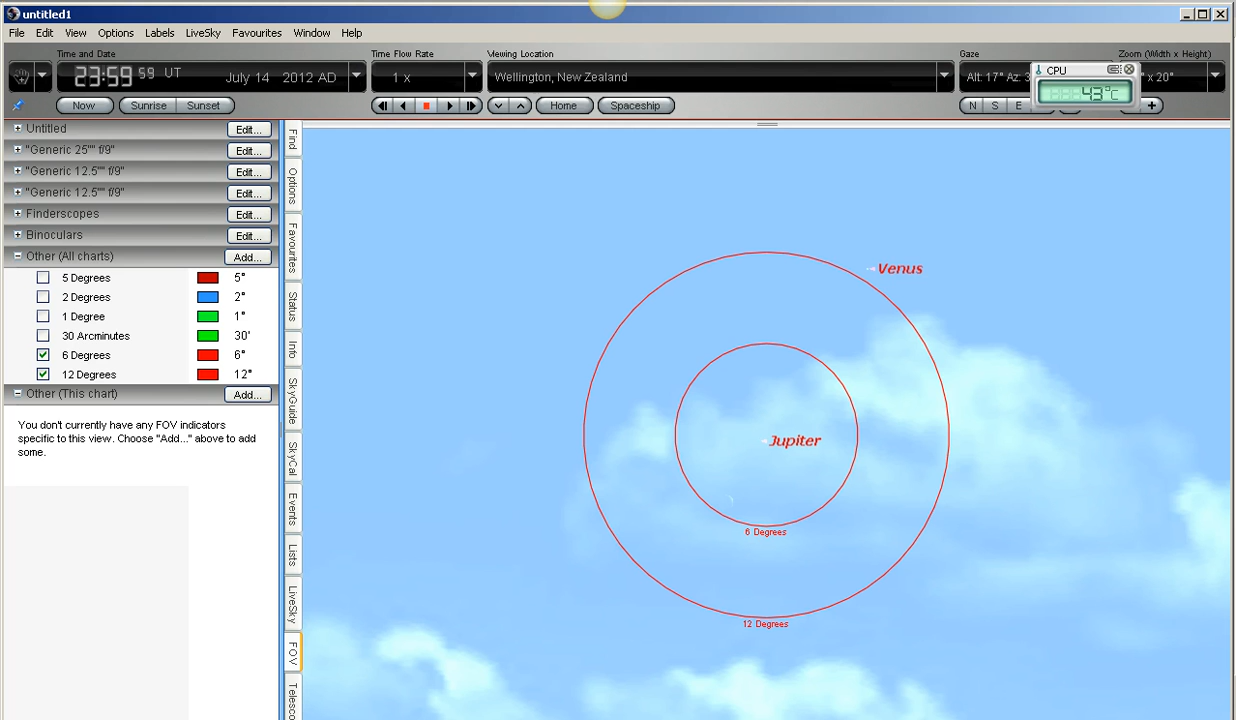 untitled1
File Edit View Options Labels LiveSky Favourites Window Help
Time and Date Time Flow Rate Viewing Location Gaze Zoom (Width x Height)
23:59 59 UT July 14 2012 AD 1 x Wellington, New Zealand Alt: 17° Az: 3 x 20°
CPU
43°C
Now Sunrise Sunset Home Spaceship N S E
Untitled Edit...
"Generic 25"" f/9" Edit...
"Generic 12.5"" f/9" Edit...
"Generic 12.5"" f/9" Edit...
Finderscopes Edit...
Binoculars Edit...
Other (All charts) Add...
5 Degrees 5°
2 Degrees 2°
1 Degree 1°
30 Arcminutes 30'
6 Degrees 6°
12 Degrees 12°
Other (This chart) Add...
You don't currently have any FOV indicators
specific to this view. Choose "Add..." above to add
some.
Find
Options
Favourites
Status
Info
SkyGuide
SkyCal
Events
Lists
LiveSky
FOV
Telesco
Venus
Jupiter
6 Degrees
12 Degrees